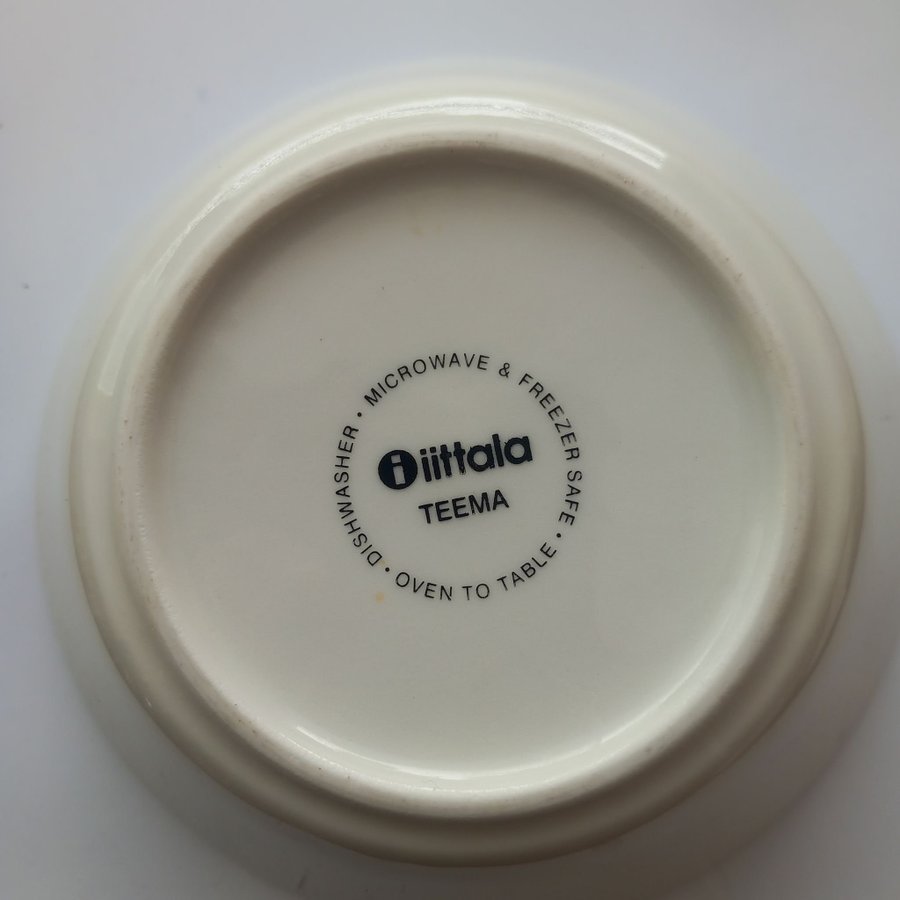 DISHWASHER • MICROWAVE & FREEZER SAFE • OVEN TO TABLE •
i iittala
TEEMA